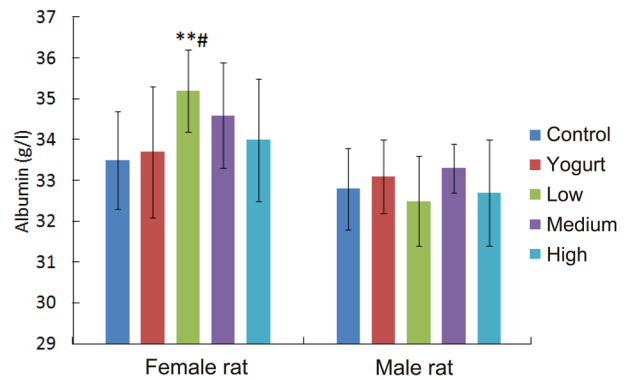 37
36
35
34
33
32
31
30
29
Albumin (g/l)
**#
Female rat
Male rat
Control
Yogurt
Low
Medium
High